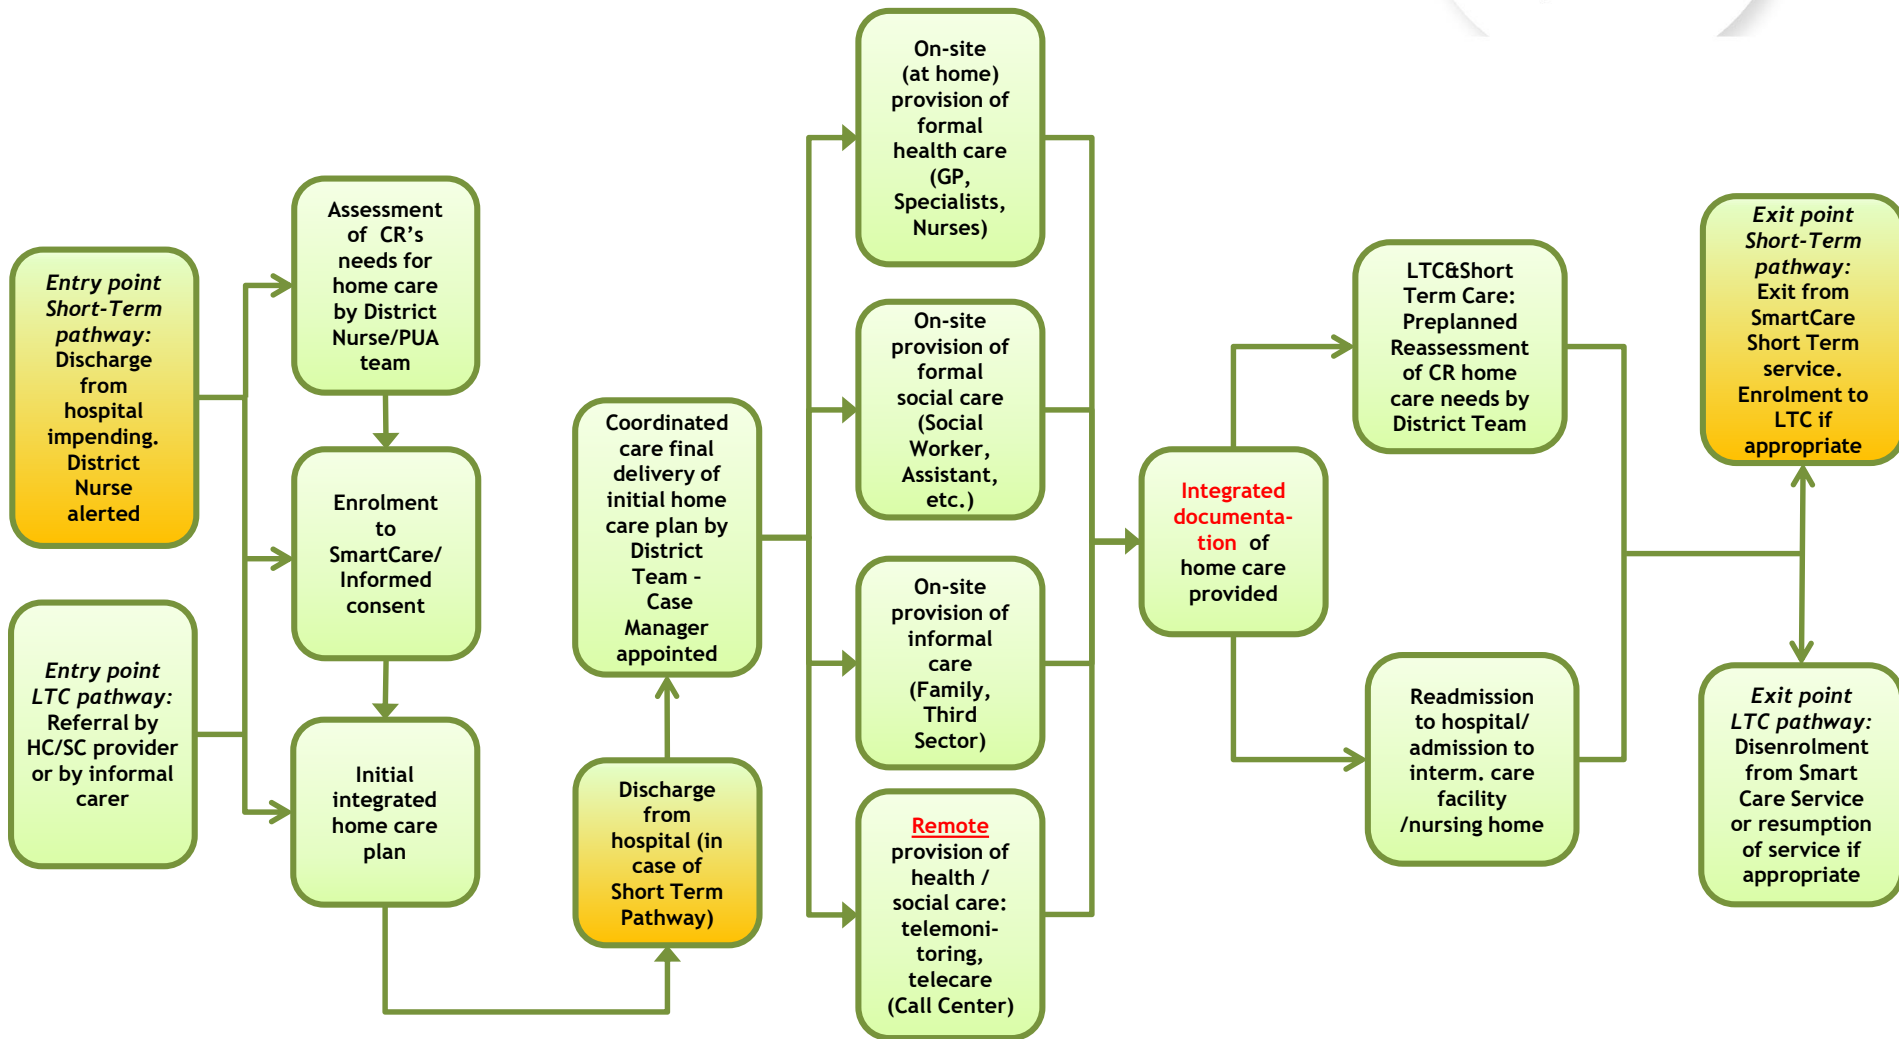 Entry point
Short-Term
pathway:
Discharge
from
hospital
impending.
District
Nurse
alerted
Entry point
LTC pathway:
Referral by
HC/SC provider
or by informal
carer
Assessment
of CR's
needs for
home care
by District
Nurse/PUA
team
Enrolment
to
SmartCare/
Informed
consent
Initial
integrated
home care
plan
Coordinated
care final
delivery of
initial home
care plan by
District
Team -
Case
Manager
appointed
Discharge
from
hospital (in
case of
Short Term
Pathway)
On-site
(at home)
provision of
formal
health care
(GP,
Specialists,
Nurses)
On-site
provision of
formal
social care
(Social
Worker,
Assistant,
etc.)
On-site
provision of
informal
care
(Family,
Third
Sector)
Remote
provision of
health /
social care:
telemoni-
toring,
telecare
(Call Center)
Integrated
documenta-
tion of
home care
provided
LTC&Short
Term Care:
Preplanned
Reassessment
of CR home
care needs by
District Team
Readmission
to hospital/
admission to
interm. care
facility
/nursing home
Exit point
Short-Term
pathway:
Exit from
SmartCare
Short Term
service.
Enrolment to
LTC if
appropriate
Exit point
LTC pathway:
Disenrolment
from Smart
Care Service
or resumption
of service if
appropriate